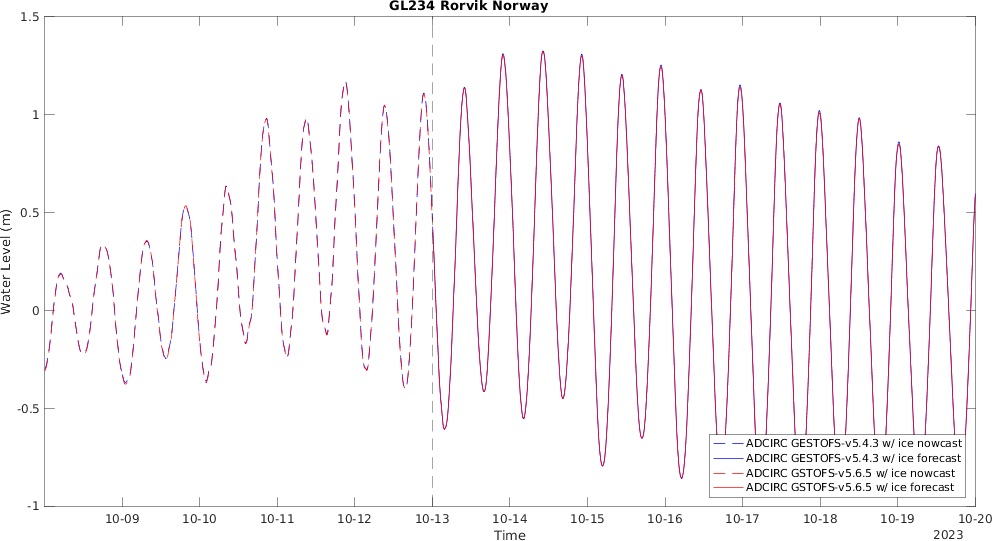 GL234 Rorvik Norway
1.5
1
0.5
0
-0.5
-1
Water Level (m)
10-09 10-10 10-11 10-12 10-13 10-14 10-15 10-16 10-17 10-18 10-19 10-20
Time
2023
ADCIRC GESTOFS-v5.4.3 w/ ice nowcast
ADCIRC GESTOFS-v5.4.3 w/ ice forecast
ADCIRC GSTOFS-v5.6.5 w/ ice nowcast
ADCIRC GSTOFS-v5.6.5 w/ ice forecast